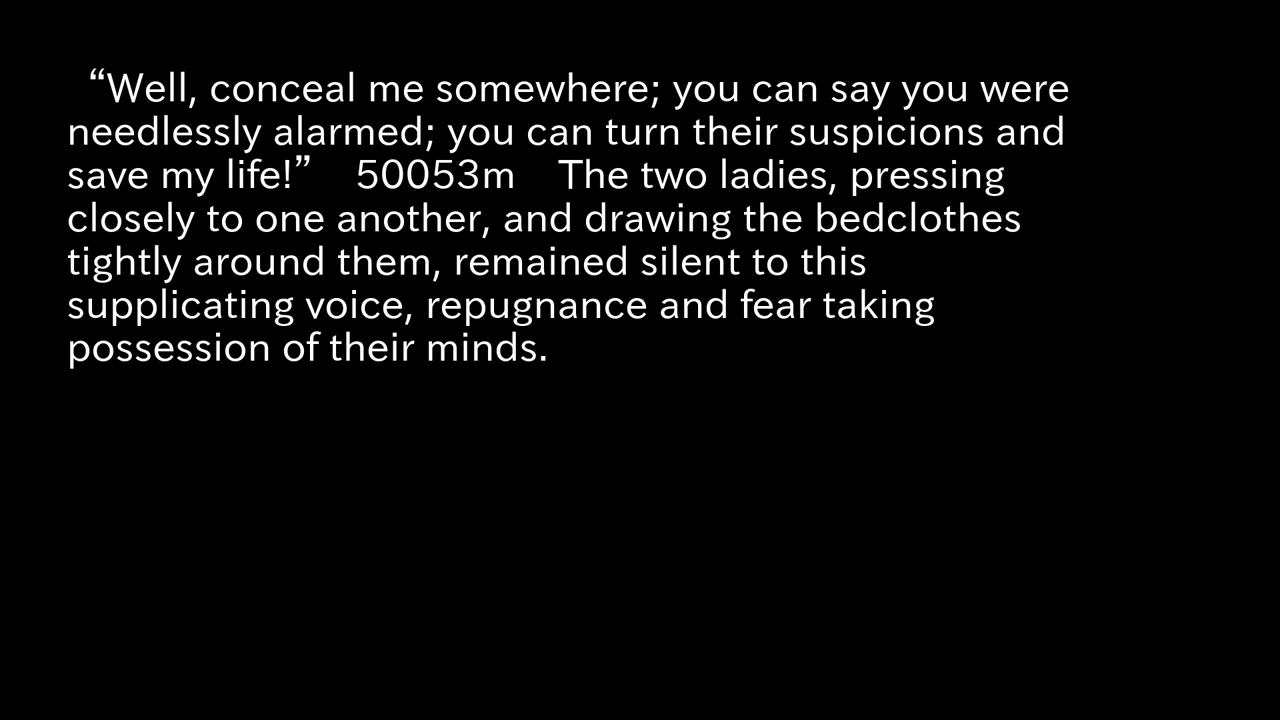 “Well, conceal me somewhere; you can say you were
needlessly alarmed; you can turn their suspicions and
save my life!” 50053m The two ladies, pressing
closely to one another, and drawing the bedclothes
tightly around them, remained silent to this
supplicating voice, repugnance and fear taking
possession of their minds.